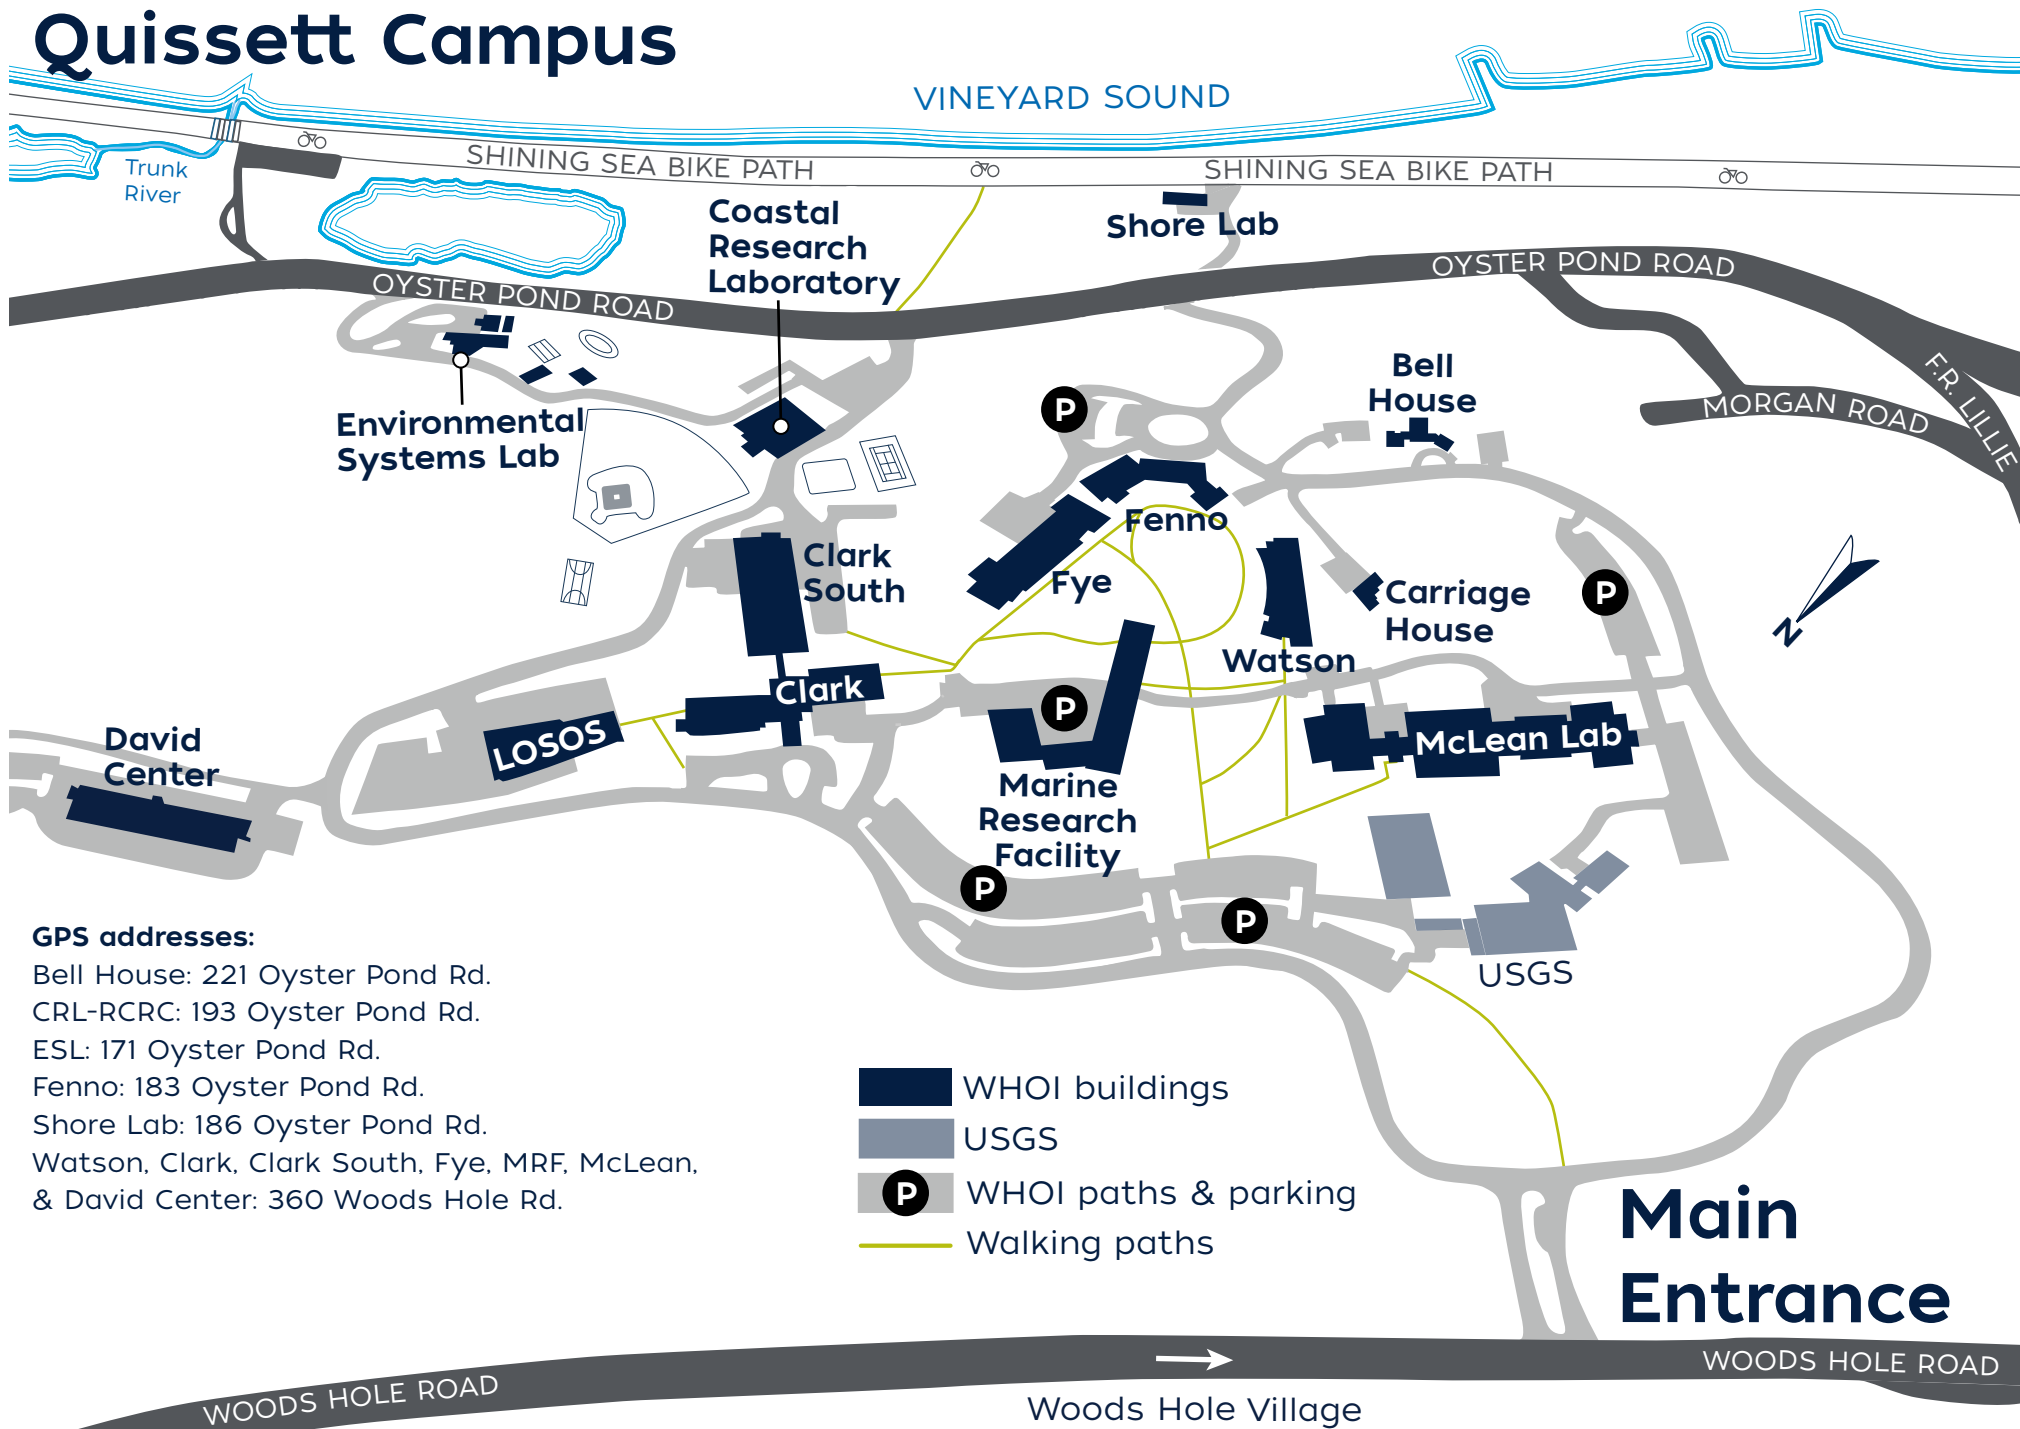 Quissett Campus
VINEYARD SOUND
Trunk
River
SHINING SEA BIKE PATH
SHINING SEA BIKE PATH
Coastal
Research
Laboratory
Shore Lab
OYSTER POND ROAD
OYSTER POND ROAD
F.R. LILLIE
MORGAN ROAD
Bell
House
P
Environmental
Systems Lab
Fenno
Clark
South
Fye
Carriage
House
P
N
Watson
Clark
P
LOSOS
McLean Lab
David
Center
Marine
Research
Facility
P
P
USGS
GPS addresses:
Bell House: 221 Oyster Pond Rd.
CRL-RCRC: 193 Oyster Pond Rd.
ESL: 171 Oyster Pond Rd.
Fenno: 183 Oyster Pond Rd.
Shore Lab: 186 Oyster Pond Rd.
Watson, Clark, Clark South, Fye, MRF, McLean,
& David Center: 360 Woods Hole Rd.
WHOI buildings
USGS
P WHOI paths & parking
Walking paths
Main
Entrance
WOODS HOLE ROAD
WOODS HOLE ROAD
Woods Hole Village